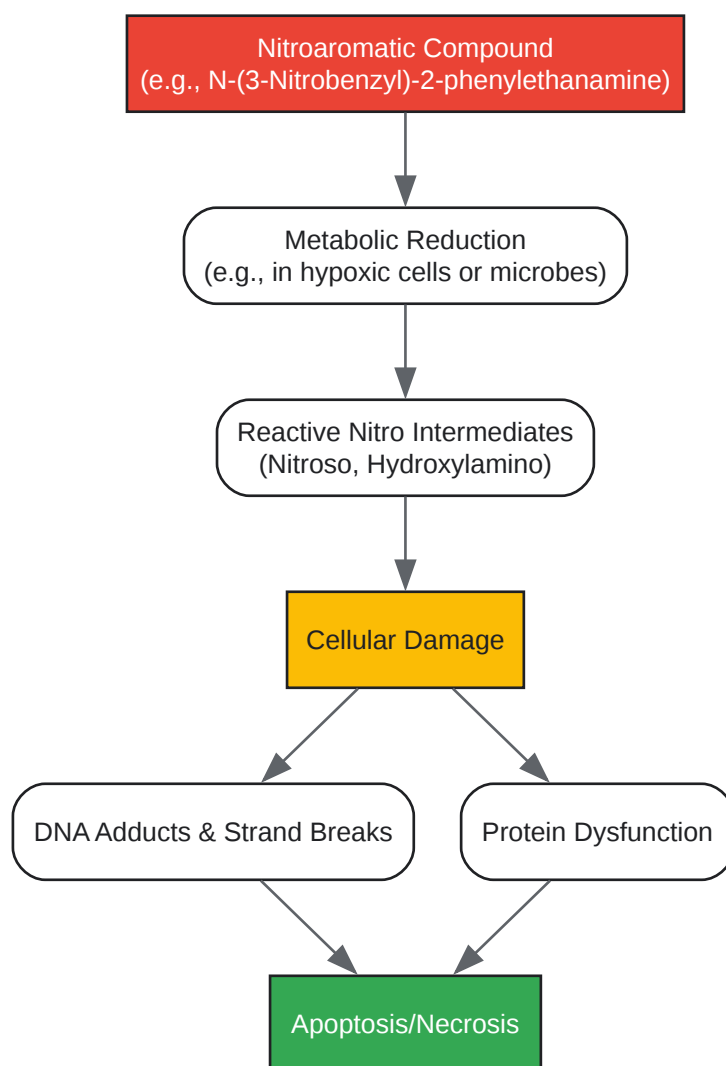 Nitroaromatic Compound
(e.g., N-(3-Nitrobenzyl)-2-phenylethanamine)
Metabolic Reduction
(e.g., in hypoxic cells or microbes)
Reactive Nitro Intermediates
(Nitroso, Hydroxylamino)
Cellular Damage
DNA Adducts & Strand Breaks
Protein Dysfunction
Apoptosis/Necrosis